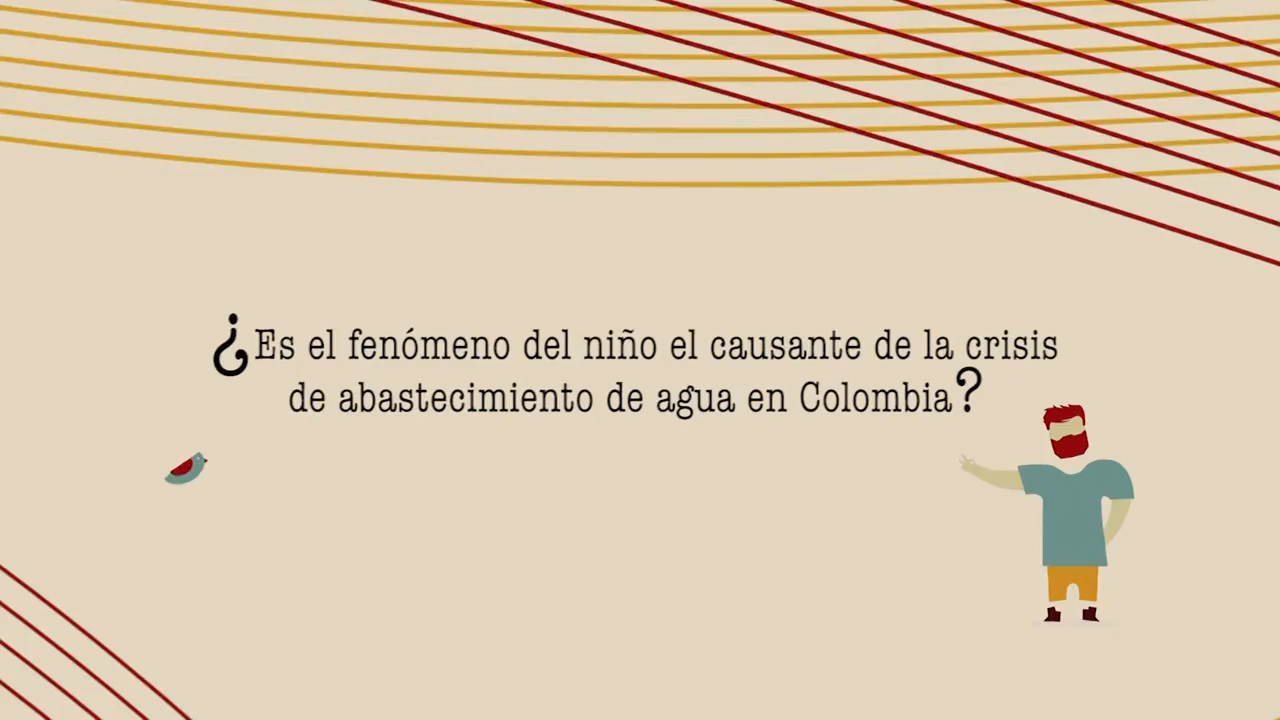 ¿Es el fenómeno del niño el causante de la crisis
de abastecimiento de agua en Colombia?